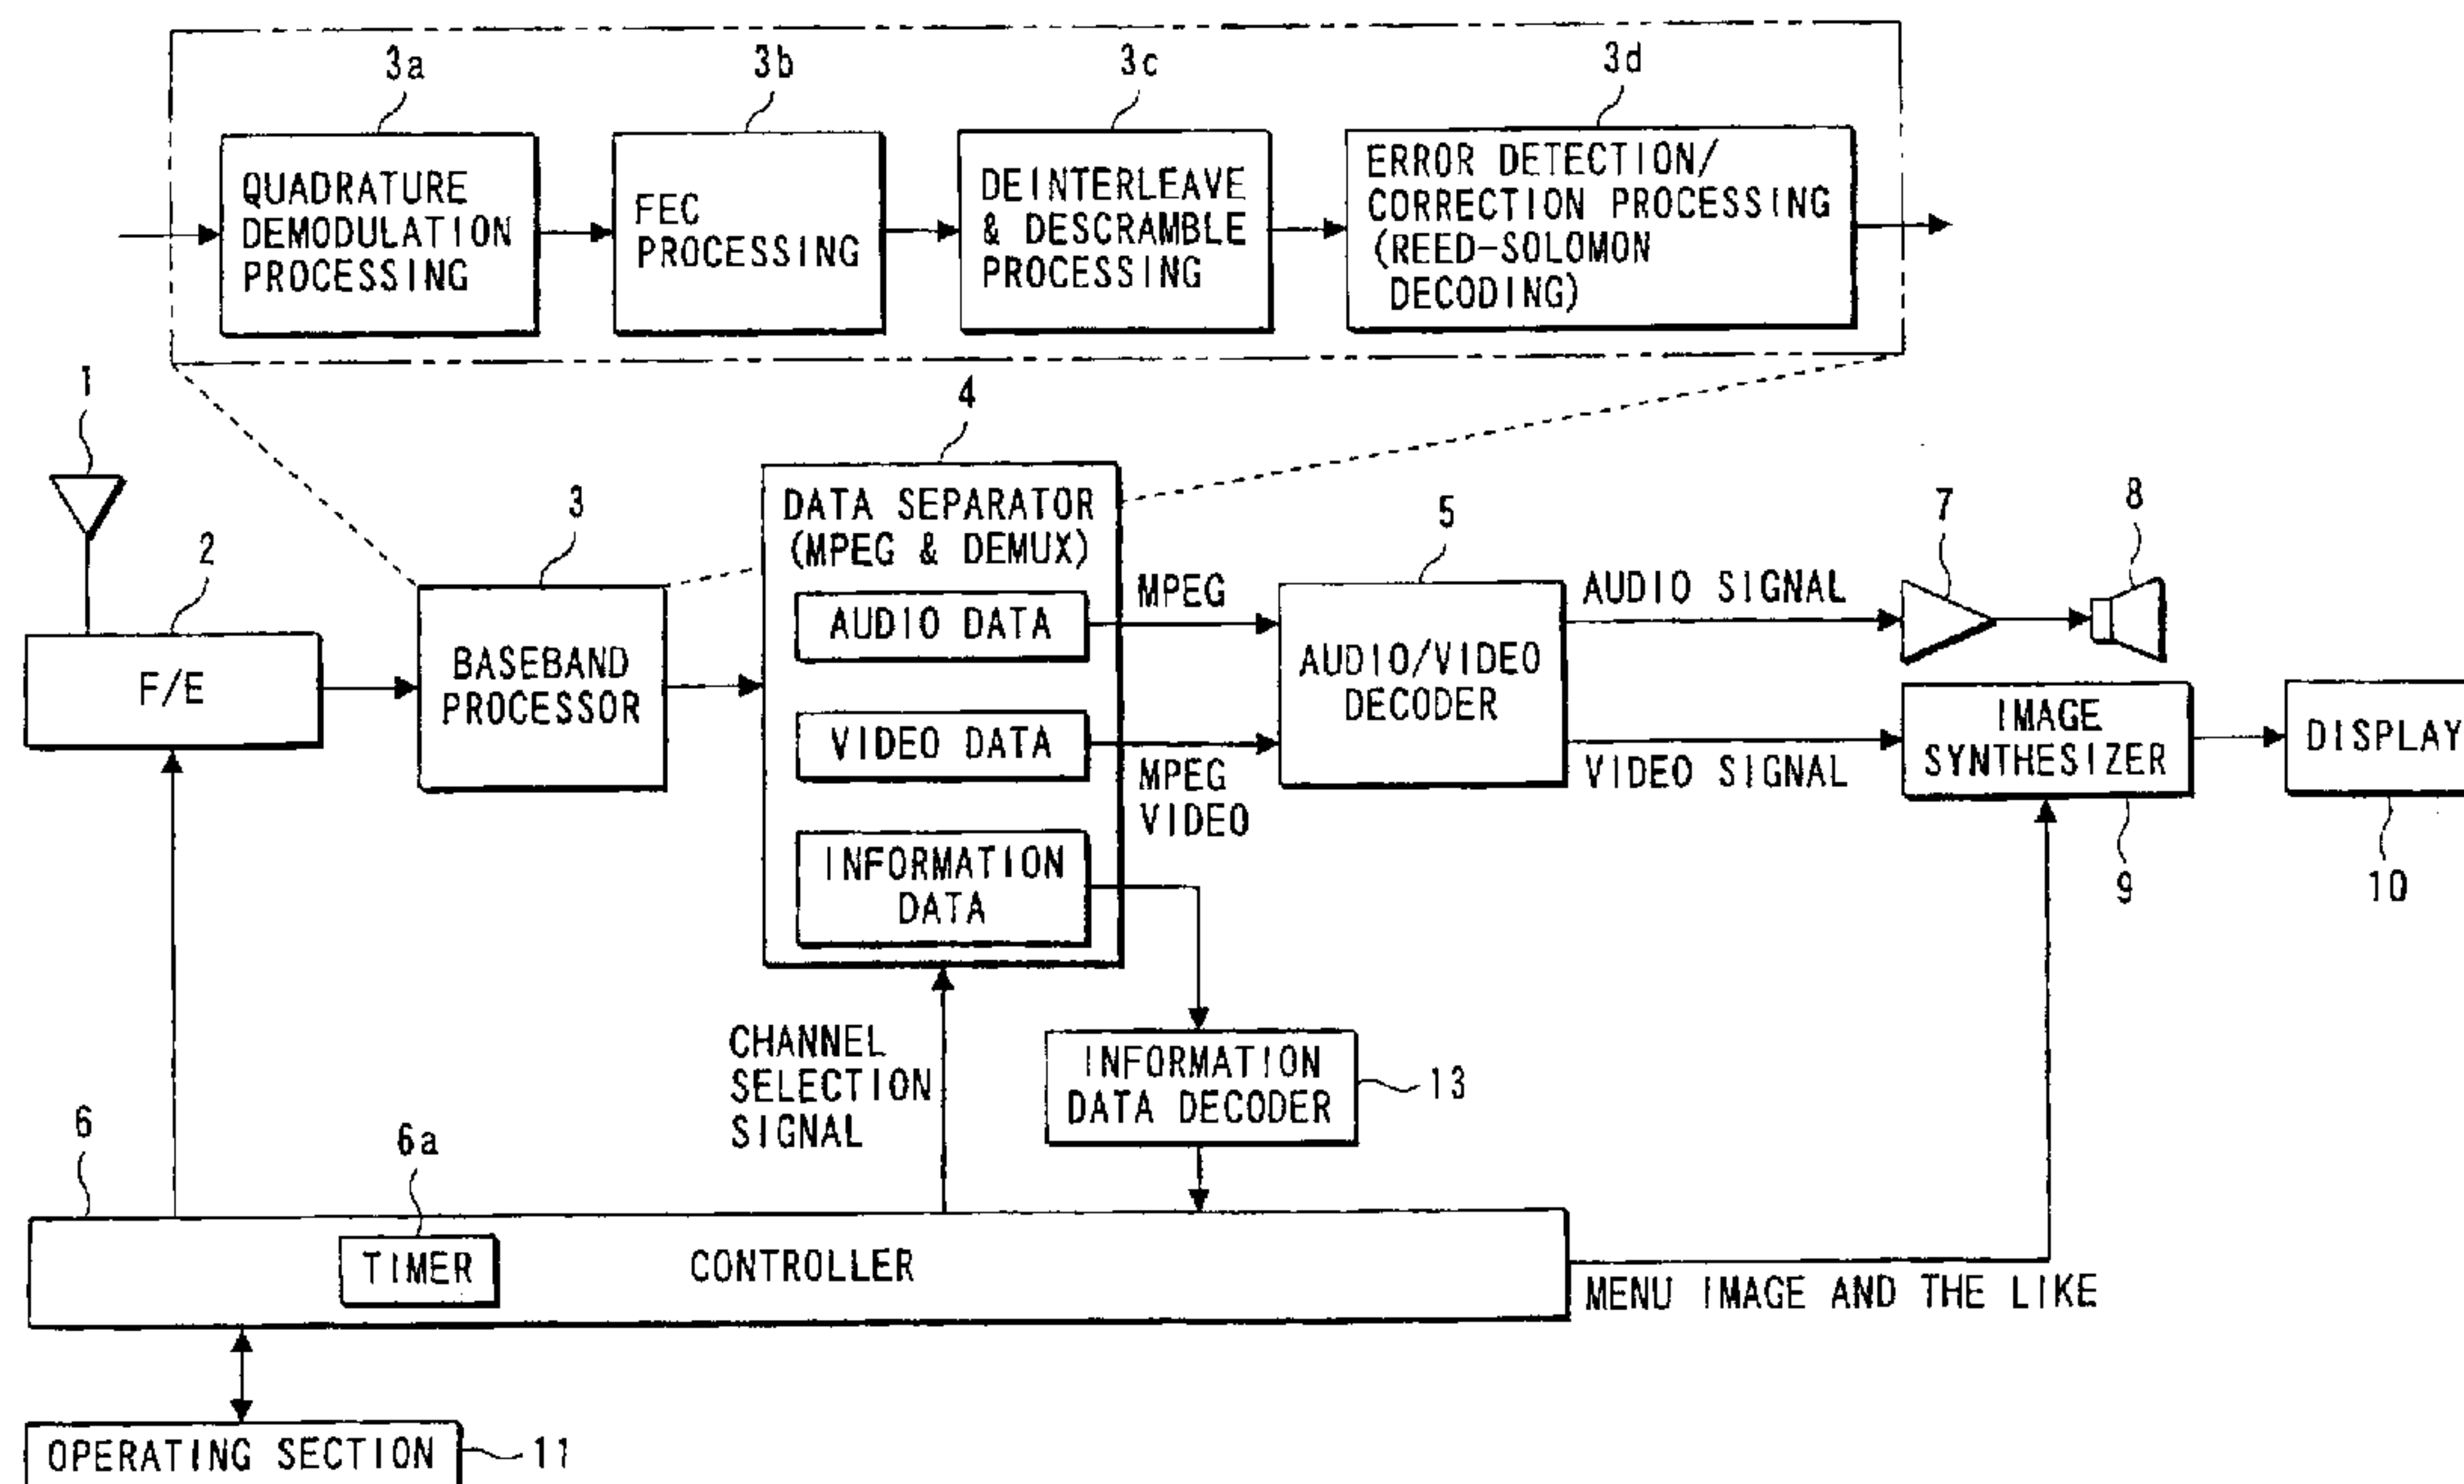 3a
3b
3c
3d
QUADRATURE
DEMODULATION
PROCESSING
FEC
PROCESSING
DEINTERLEAVE
& DESCRAMBLE
PROCESSING
ERROR DETECTION/
CORRECTION PROCESSING
(REED-SOLOMON
DECODING)
1
2
F/E
3
BASEBAND
PROCESSOR
4
DATA SEPARATOR
(MPEG & DEMUX)
AUDIO DATA
VIDEO DATA
INFORMATION
DATA
MPEG
MPEG
VIDEO
5
AUDIO/VIDEO
DECODER
AUDIO SIGNAL
VIDEO SIGNAL
7
8
IMAGE
SYNTHESIZER
9
DISPLAY
10
CHANNEL
SELECTION
SIGNAL
INFORMATION
DATA DECODER
13
6
6a
TIMER
CONTROLLER
MENU IMAGE AND THE LIKE
OPERATING SECTION
11